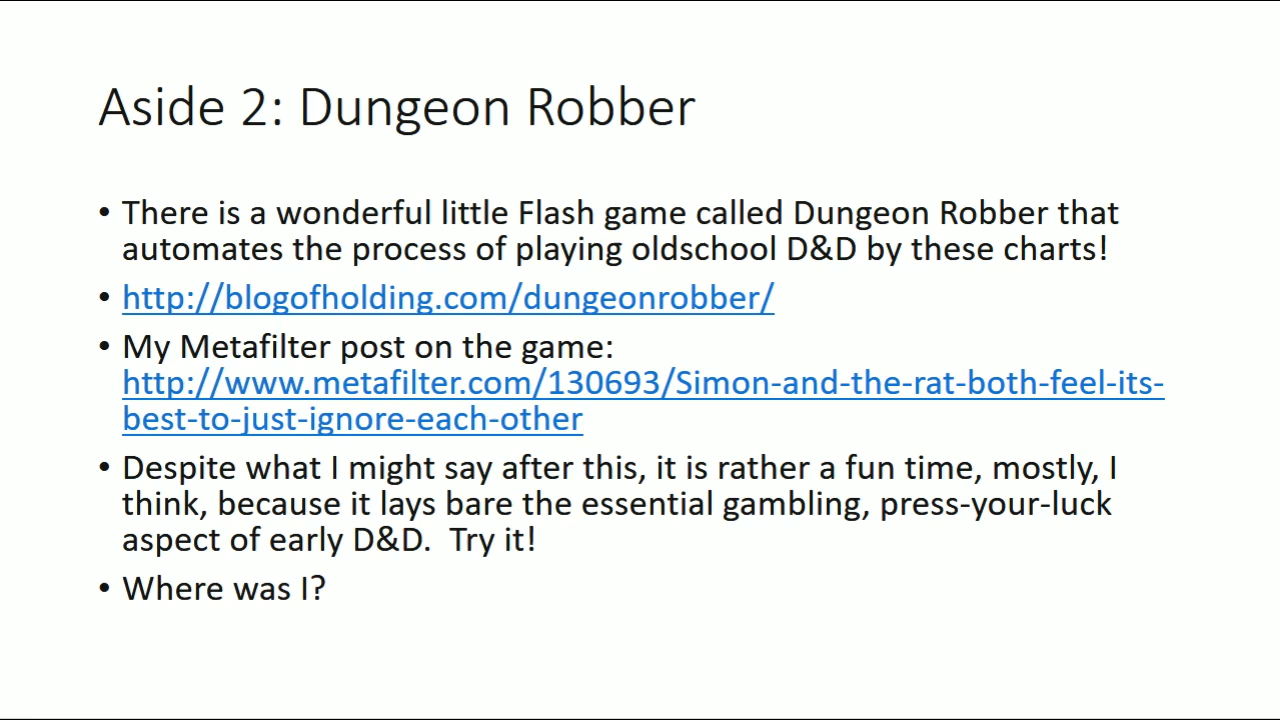 Aside 2: Dungeon Robber
• There is a wonderful little Flash game called Dungeon Robber that
automates the process of playing oldschool D&D by these charts!
• http://blogofholding.com/dungeonrobber/
• My Metafilter post on the game:
http://www.metafilter.com/130693/Simon-and-the-rat-both-feel-its-
best-to-just-ignore-each-other
• Despite what I might say after this, it is rather a fun time, mostly, I
think, because it lays bare the essential gambling, press-your-luck
aspect of early D&D.  Try it!
• Where was I?